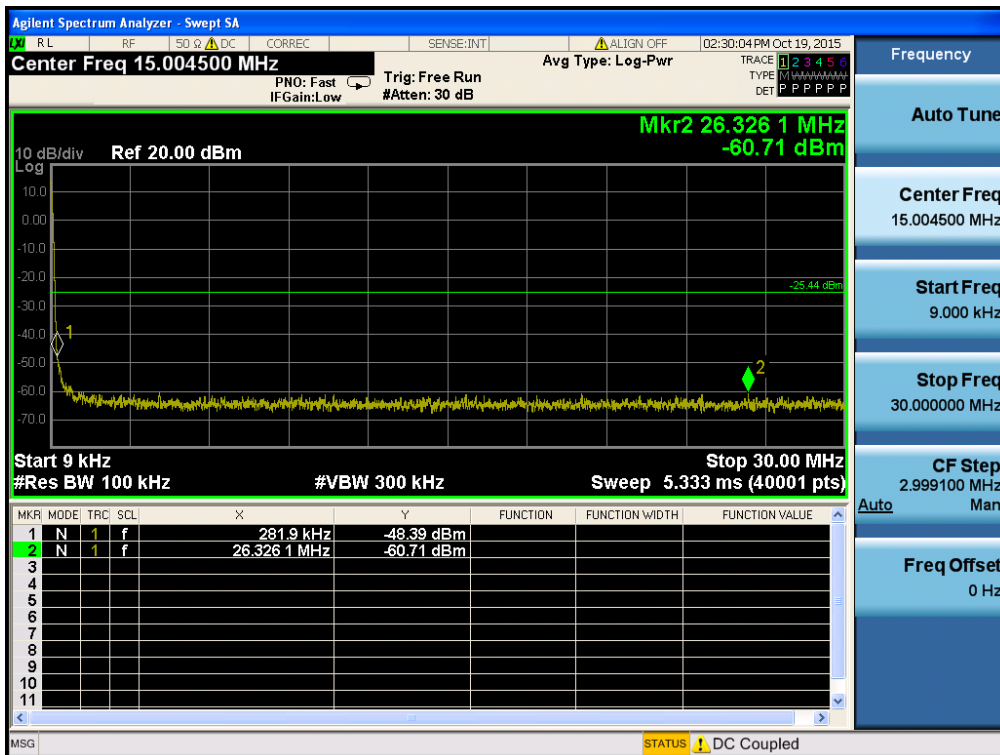 Agilent Spectrum Analyzer - Swept SA
LXI RL RF 50 Ω DC CORREC SENSE:INT ALIGN OFF 02:30:04 PM Oct 19, 2015
Center Freq 15.004500 MHz
PNO: Fast
IFGain:Low
Trig: Free Run
#Atten: 30 dB
Avg Type: Log-Pwr
TRACE 1 2 3 4 5 6
TYPE M WWWWW
DET P P P P P P
Mkr2 26.326 1 MHz
-60.71 dBm
10 dB/div Ref 20.00 dBm
Log
10.0
0.00
-10.0
-20.0
-25.44 dBm
-30.0
-40.0
1
-50.0
2
-60.0
-70.0
Start 9 kHz Stop 30.00 MHz
#Res BW 100 kHz #VBW 300 kHz Sweep 5.333 ms (40001 pts)
MKR MODE TRC SCL X Y FUNCTION FUNCTION WIDTH FUNCTION VALUE
1 N 1 f 281.9 kHz -48.39 dBm
2 N 1 f 26.326 1 MHz -60.71 dBm
3
4
5
6
7
8
9
10
11
MSG STATUS DC Coupled
Frequency
Auto Tune
Center Freq
15.004500 MHz
Start Freq
9.000 kHz
Stop Freq
30.000000 MHz
CF Step
2.999100 MHz
Auto Man
Freq Offset
0 Hz